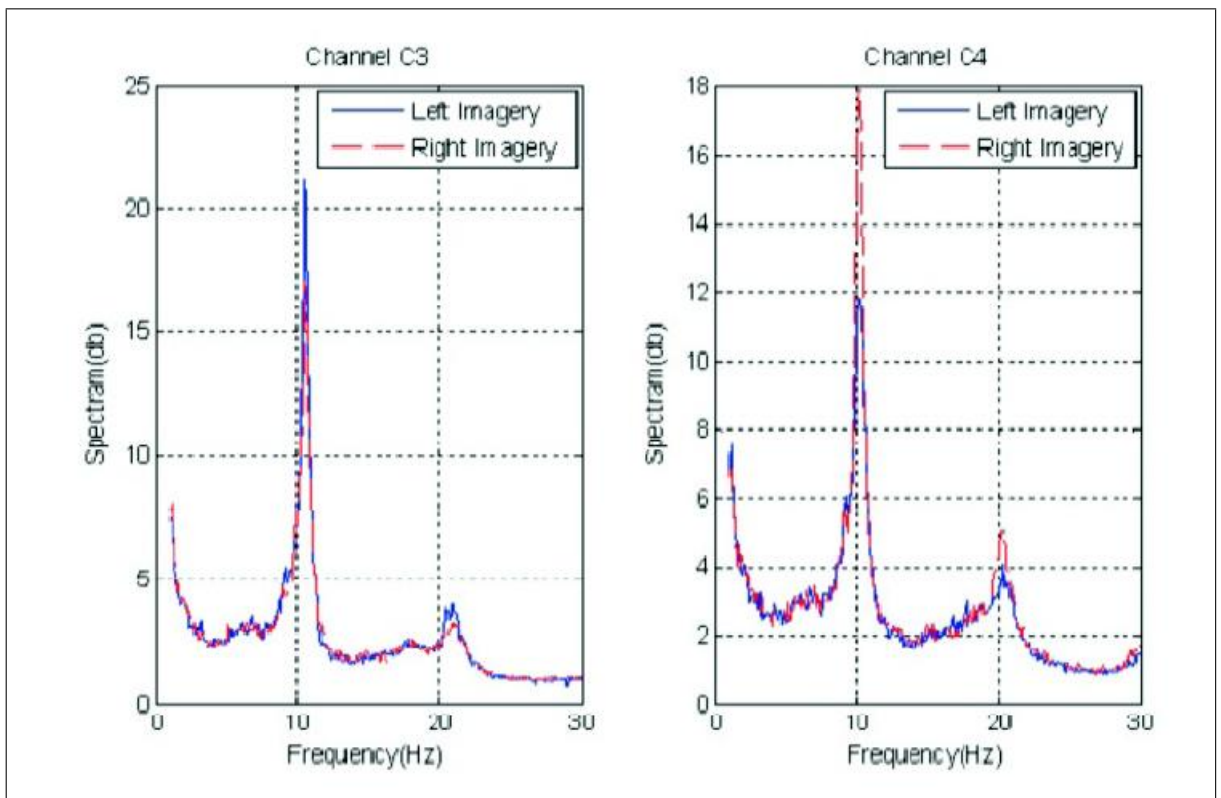 Channel C3
25
20
15
10
5
0
0 10 20 30
Spectram(db)
Frequency(Hz)
Left Imagery
Right Imagery
Channel C4
18
16
14
12
10
8
6
4
2
0
0 10 20 30
Spectram(db)
Frequency(Hz)
Left Imagery
Right Imagery